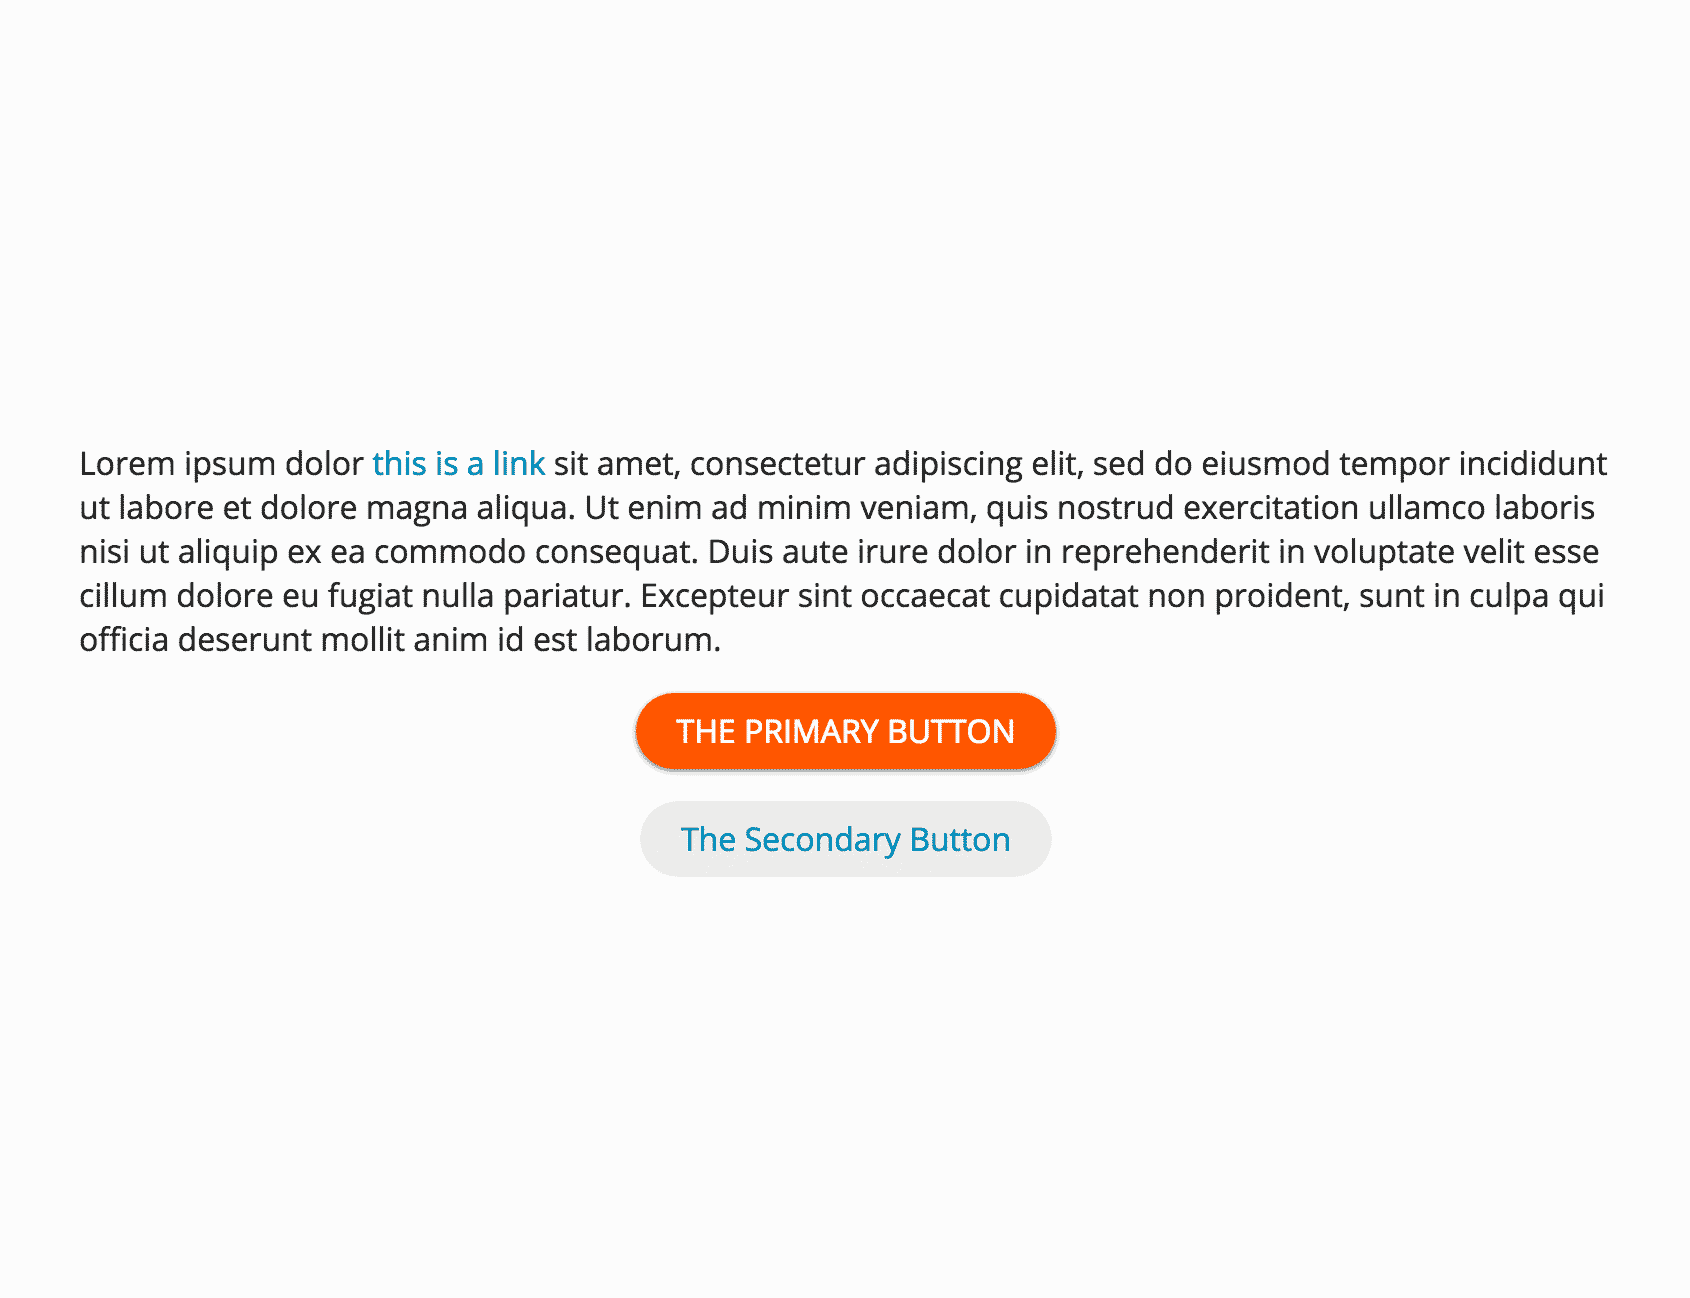 Lorem ipsum dolor this is a link sit amet, consectetur adipiscing elit, sed do eiusmod tempor incididunt
ut labore et dolore magna aliqua. Ut enim ad minim veniam, quis nostrud exercitation ullamco laboris
nisi ut aliquip ex ea commodo consequat. Duis aute irure dolor in reprehenderit in voluptate velit esse
cillum dolore eu fugiat nulla pariatur. Excepteur sint occaecat cupidatat non proident, sunt in culpa qui
officia deserunt mollit anim id est laborum.
THE PRIMARY BUTTON
The Secondary Button